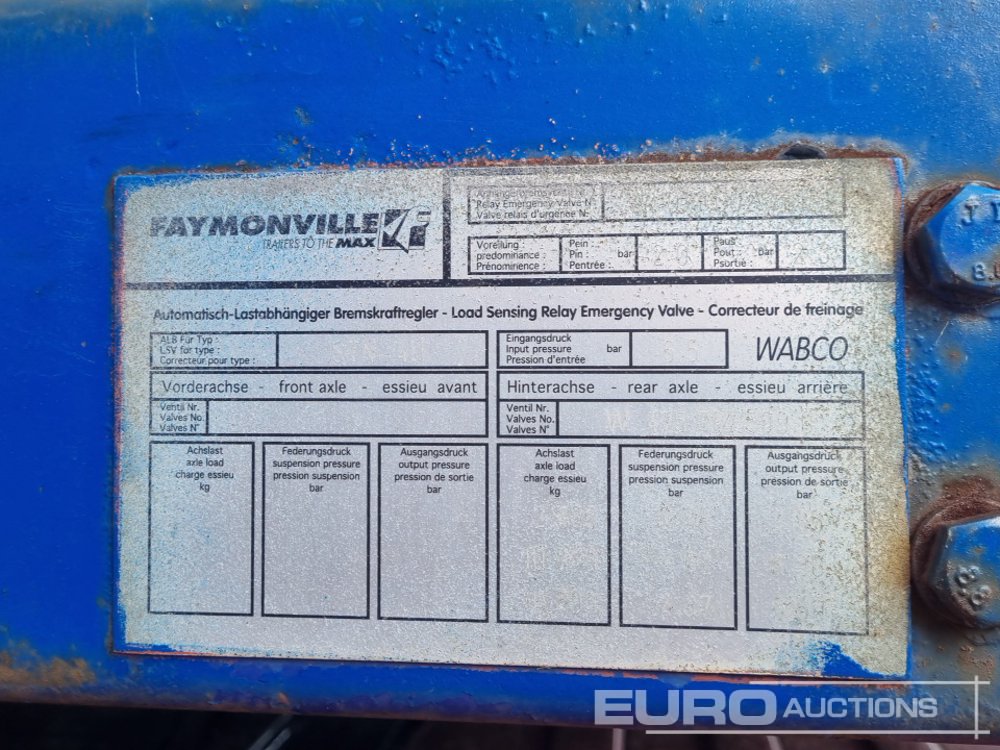 FAYMONVILLE
TRAILERS TO THE MAX
Relay Emergency Valve N°
Valve relais d'urgence N°
Voreilung :
predominance :
Prénominence :
Pein :
Pin : bar
Pentrée :
Paus
Pout : bar
Psortie :
Automatisch-Lastabhängiger Bremskraftregler - Load Sensing Relay Emergency Valve - Correcteur de freinage
ALB Für Typ :
LSV für type :
Correcteur pour type :
Eingangsdruck
Input pressure bar
Pression d'entrée
WABCO
Vorderachse - front axle - essieu avant
Hinterachse - rear axle - essieu arrière
Ventil Nr.
Valves No.
Valves N°
Ventil Nr.
Valves No.
Valves N°
Achslast
axle load
charge essieu
kg
Federungsdruck
suspension pressure
pression suspension
bar
Ausgangsdruck
output pressure
pression de sortie
bar
Achslast
axle load
charge essieu
kg
Federungsdruck
suspension pressure
pression suspension
bar
Ausgangsdruck
output pressure
pression de sortie
bar
8.8
EURO AUCTIONS